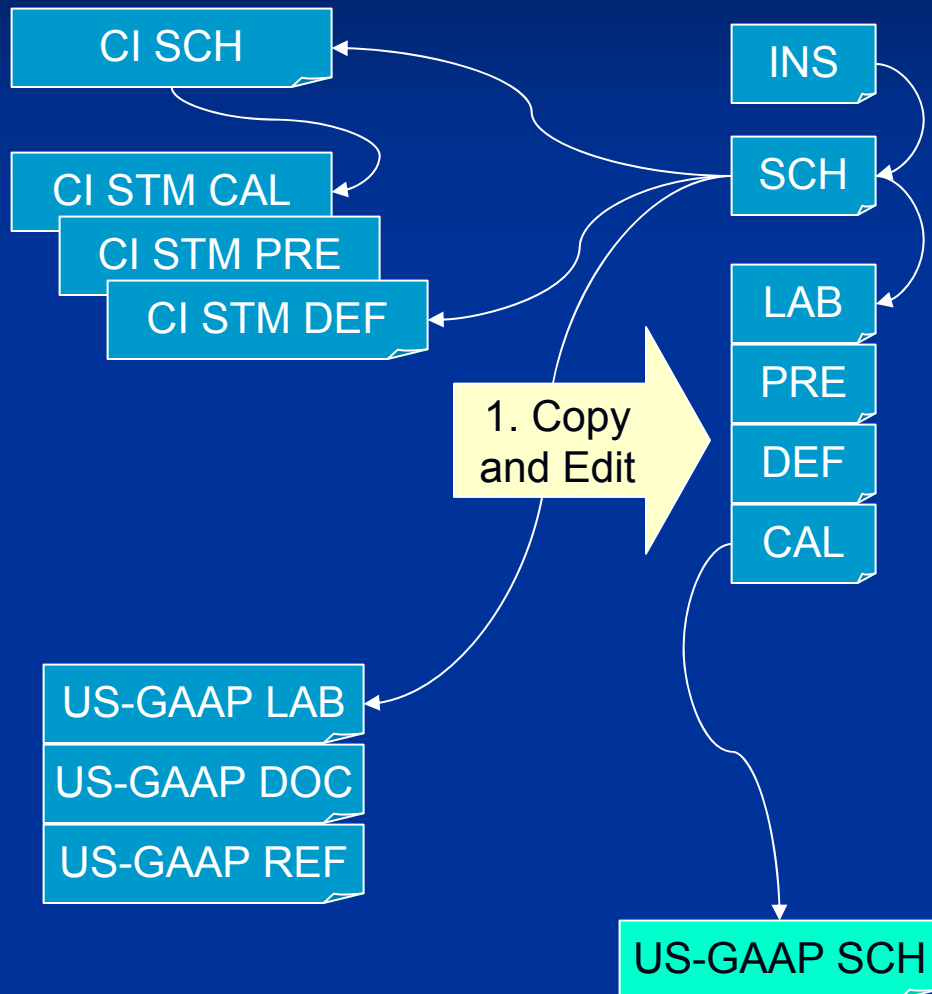 CI SCH
CI STM CAL
CI STM PRE
CI STM DEF
INS
SCH
LAB
PRE
DEF
CAL
1. Copy
and Edit
US-GAAP LAB
US-GAAP DOC
US-GAAP REF
US-GAAP SCH